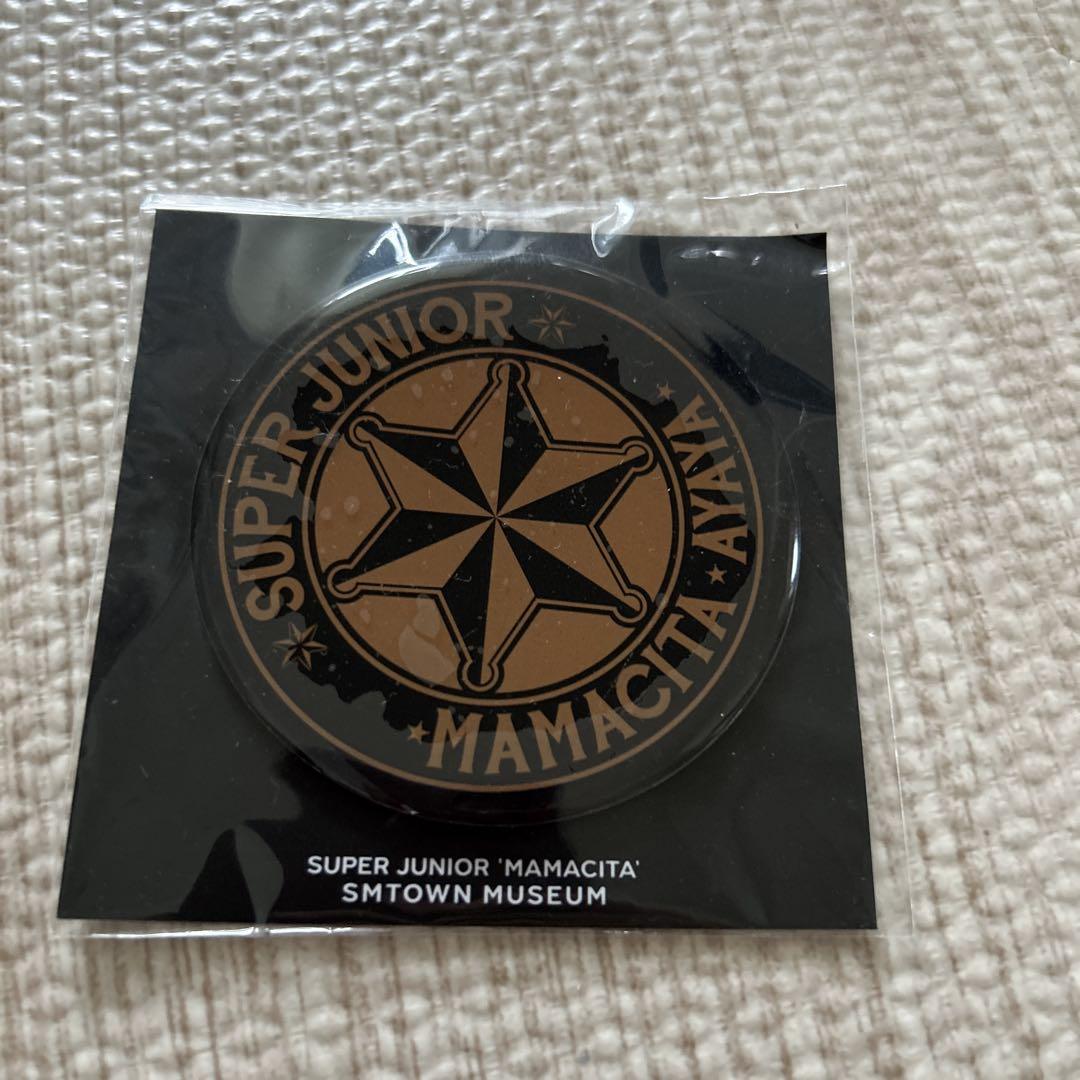 SUPER JUNIOR
MAMACITA ★ AYAYA
SUPER JUNIOR 'MAMACITA'
SMTOWN MUSEUM